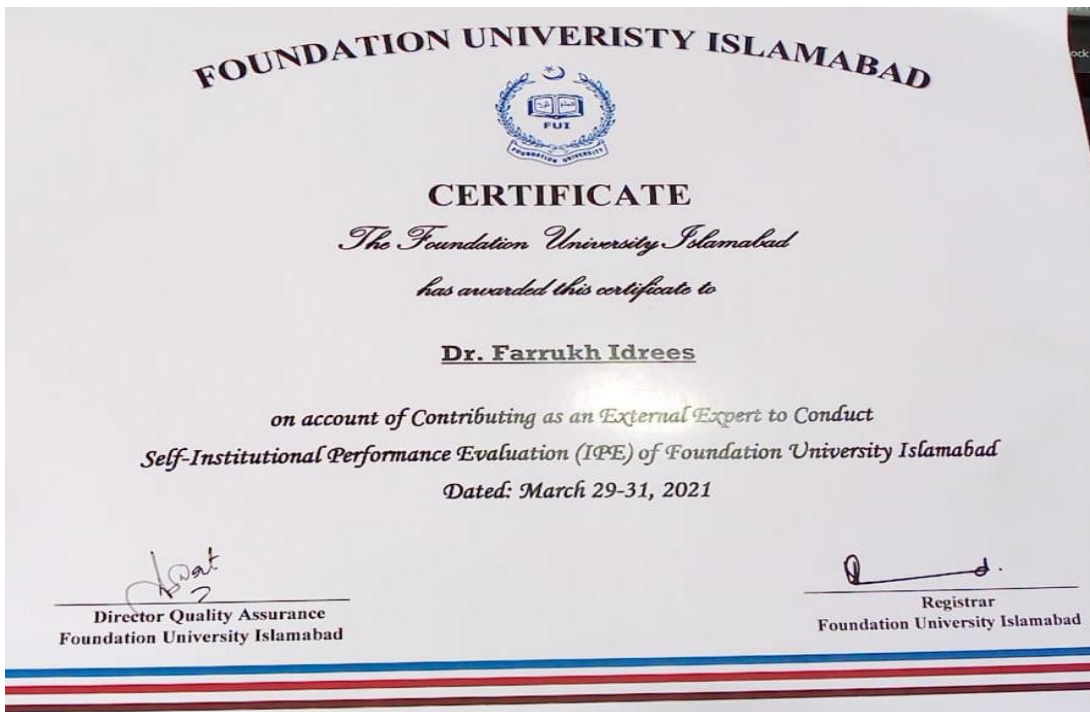 FOUNDATION UNIVERISTY ISLAMABAD
FUI
FOUNDATION UNIVERSITY
CERTIFICATE
The Foundation University Islamabad
has awarded this certificate to
Dr. Farrukh Idrees
on account of Contributing as an External Expert to Conduct
Self-Institutional Performance Evaluation (IPE) of Foundation University Islamabad
Dated: March 29-31, 2021
Director Quality Assurance
Foundation University Islamabad
Registrar
Foundation University Islamabad